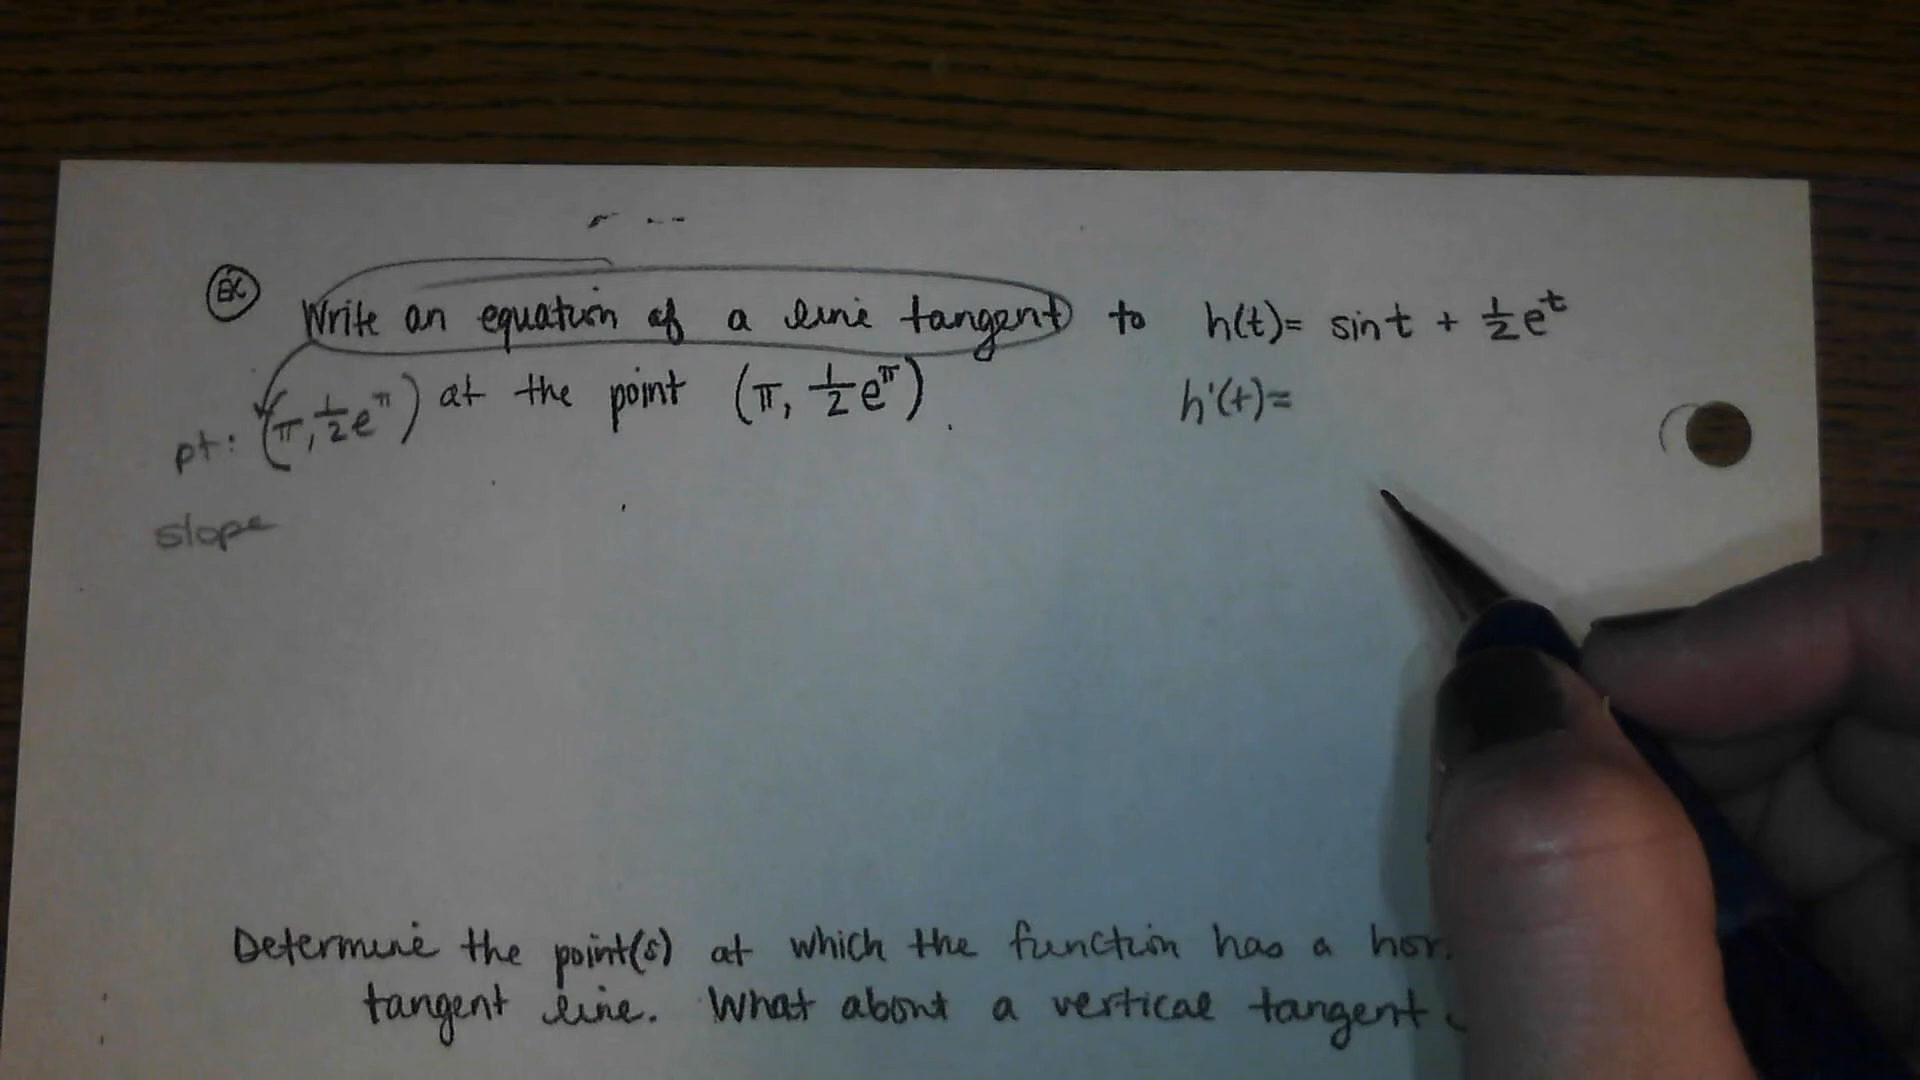 EX Write an equation of a line tangent to h(t)= sin t + ½e^t
pt: (π, ½e^π) at the point (π, ½e^π). h'(t)=
slope
Determine the point(s) at which the function has a hor.
tangent line. What about a vertical tangent